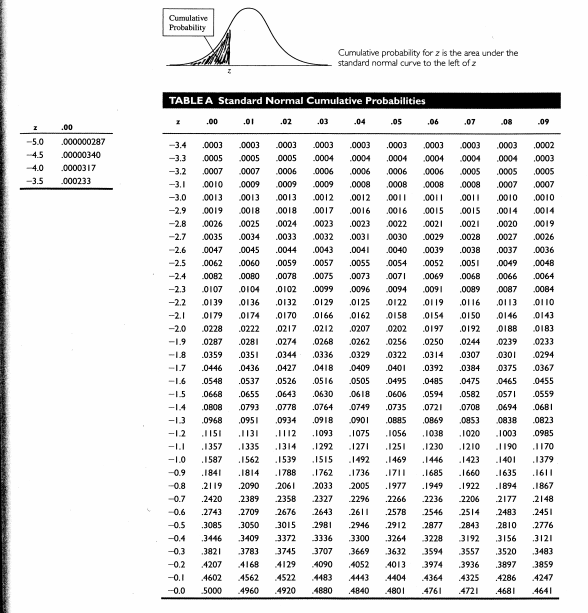 Cumulative
Probability
z
Cumulative probability for z is the area under the
standard normal curve to the left of z
TABLE A Standard Normal Cumulative Probabilities
z .00
−5.0 .000000287
−4.5 .00000340
−4.0 .0000317
−3.5 .000233
z .00 .01 .02 .03 .04 .05 .06 .07 .08 .09
−3.4 .0003 .0003 .0003 .0003 .0003 .0003 .0003 .0003 .0003 .0002
−3.3 .0005 .0005 .0005 .0004 .0004 .0004 .0004 .0004 .0004 .0003
−3.2 .0007 .0007 .0006 .0006 .0006 .0006 .0006 .0005 .0005 .0005
−3.1 .0010 .0009 .0009 .0009 .0008 .0008 .0008 .0008 .0007 .0007
−3.0 .0013 .0013 .0013 .0012 .0012 .0011 .0011 .0011 .0010 .0010
−2.9 .0019 .0018 .0018 .0017 .0016 .0016 .0015 .0015 .0014 .0014
−2.8 .0026 .0025 .0024 .0023 .0023 .0022 .0021 .0021 .0020 .0019
−2.7 .0035 .0034 .0033 .0032 .0031 .0030 .0029 .0028 .0027 .0026
−2.6 .0047 .0045 .0044 .0043 .0041 .0040 .0039 .0038 .0037 .0036
−2.5 .0062 .0060 .0059 .0057 .0055 .0054 .0052 .0051 .0049 .0048
−2.4 .0082 .0080 .0078 .0075 .0073 .0071 .0069 .0068 .0066 .0064
−2.3 .0107 .0104 .0102 .0099 .0096 .0094 .0091 .0089 .0087 .0084
−2.2 .0139 .0136 .0132 .0129 .0125 .0122 .0119 .0116 .0113 .0110
−2.1 .0179 .0174 .0170 .0166 .0162 .0158 .0154 .0150 .0146 .0143
−2.0 .0228 .0222 .0217 .0212 .0207 .0202 .0197 .0192 .0188 .0183
−1.9 .0287 .0281 .0274 .0268 .0262 .0256 .0250 .0244 .0239 .0233
−1.8 .0359 .0351 .0344 .0336 .0329 .0322 .0314 .0307 .0301 .0294
−1.7 .0446 .0436 .0427 .0418 .0409 .0401 .0392 .0384 .0375 .0367
−1.6 .0548 .0537 .0526 .0516 .0505 .0495 .0485 .0475 .0465 .0455
−1.5 .0668 .0655 .0643 .0630 .0618 .0606 .0594 .0582 .0571 .0559
−1.4 .0808 .0793 .0778 .0764 .0749 .0735 .0721 .0708 .0694 .0681
−1.3 .0968 .0951 .0934 .0918 .0901 .0885 .0869 .0853 .0838 .0823
−1.2 .1151 .1131 .1112 .1093 .1075 .1056 .1038 .1020 .1003 .0985
−1.1 .1357 .1335 .1314 .1292 .1271 .1251 .1230 .1210 .1190 .1170
−1.0 .1587 .1562 .1539 .1515 .1492 .1469 .1446 .1423 .1401 .1379
−0.9 .1841 .1814 .1788 .1762 .1736 .1711 .1685 .1660 .1635 .1611
−0.8 .2119 .2090 .2061 .2033 .2005 .1977 .1949 .1922 .1894 .1867
−0.7 .2420 .2389 .2358 .2327 .2296 .2266 .2236 .2206 .2177 .2148
−0.6 .2743 .2709 .2676 .2643 .2611 .2578 .2546 .2514 .2483 .2451
−0.5 .3085 .3050 .3015 .2981 .2946 .2912 .2877 .2843 .2810 .2776
−0.4 .3446 .3409 .3372 .3336 .3300 .3264 .3228 .3192 .3156 .3121
−0.3 .3821 .3783 .3745 .3707 .3669 .3632 .3594 .3557 .3520 .3483
−0.2 .4207 .4168 .4129 .4090 .4052 .4013 .3974 .3936 .3897 .3859
−0.1 .4602 .4562 .4522 .4483 .4443 .4404 .4364 .4325 .4286 .4247
−0.0 .5000 .4960 .4920 .4880 .4840 .4801 .4761 .4721 .4681 .4641